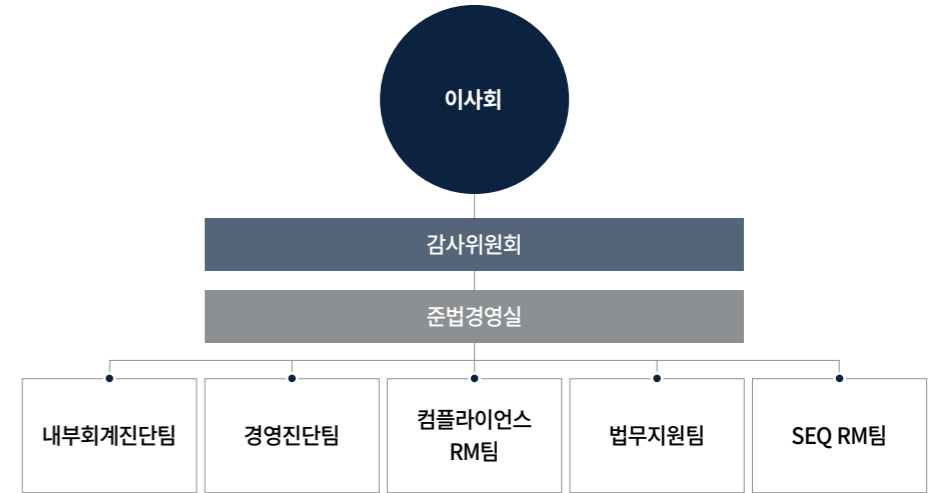 이사회
감사위원회
준법경영실
내부회계진단팀
경영진단팀
컴플라이언스
RM팀
법무지원팀
SEQ RM팀